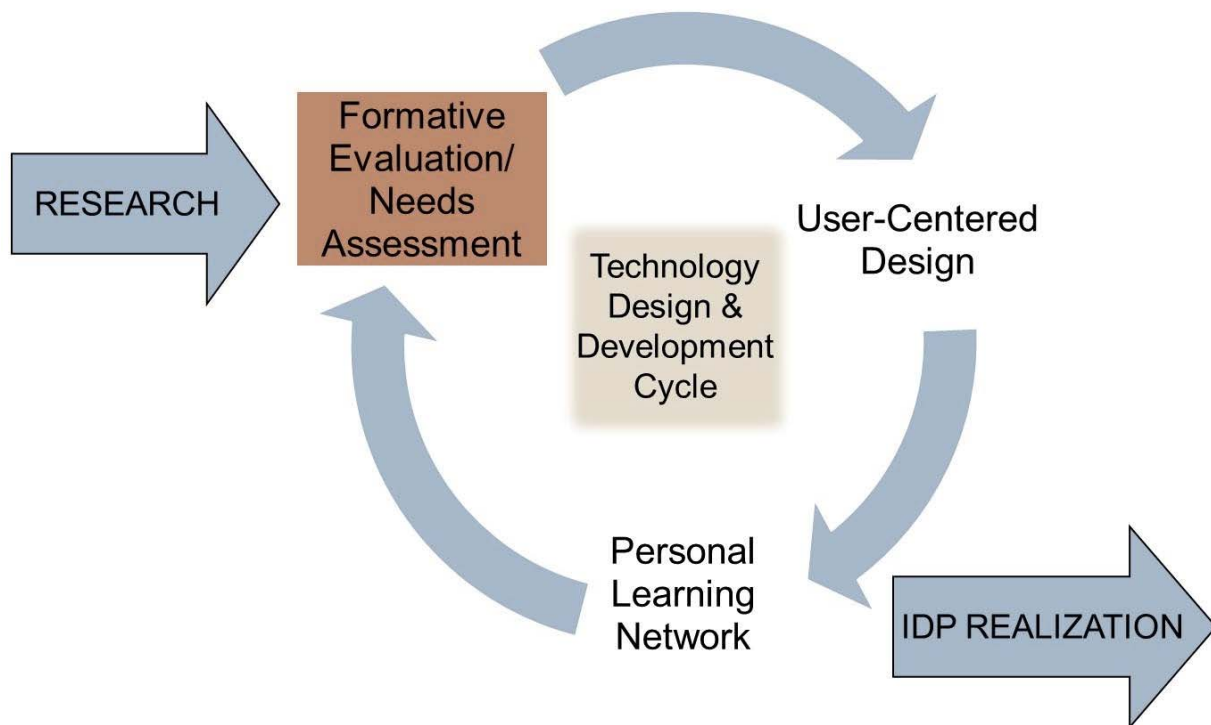 RESEARCH
Formative
Evaluation/
Needs
Assessment
User-Centered
Design
Technology
Design &
Development
Cycle
Personal
Learning
Network
IDP REALIZATION